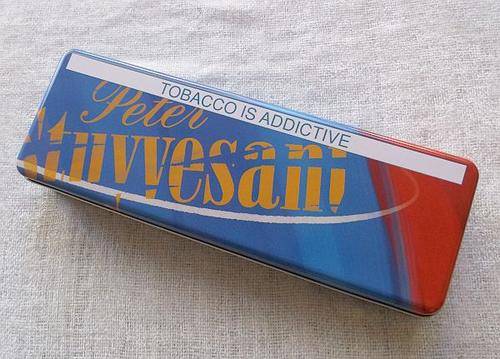 TOBACCO IS ADDICTIVE
Peter
Stuyvesant